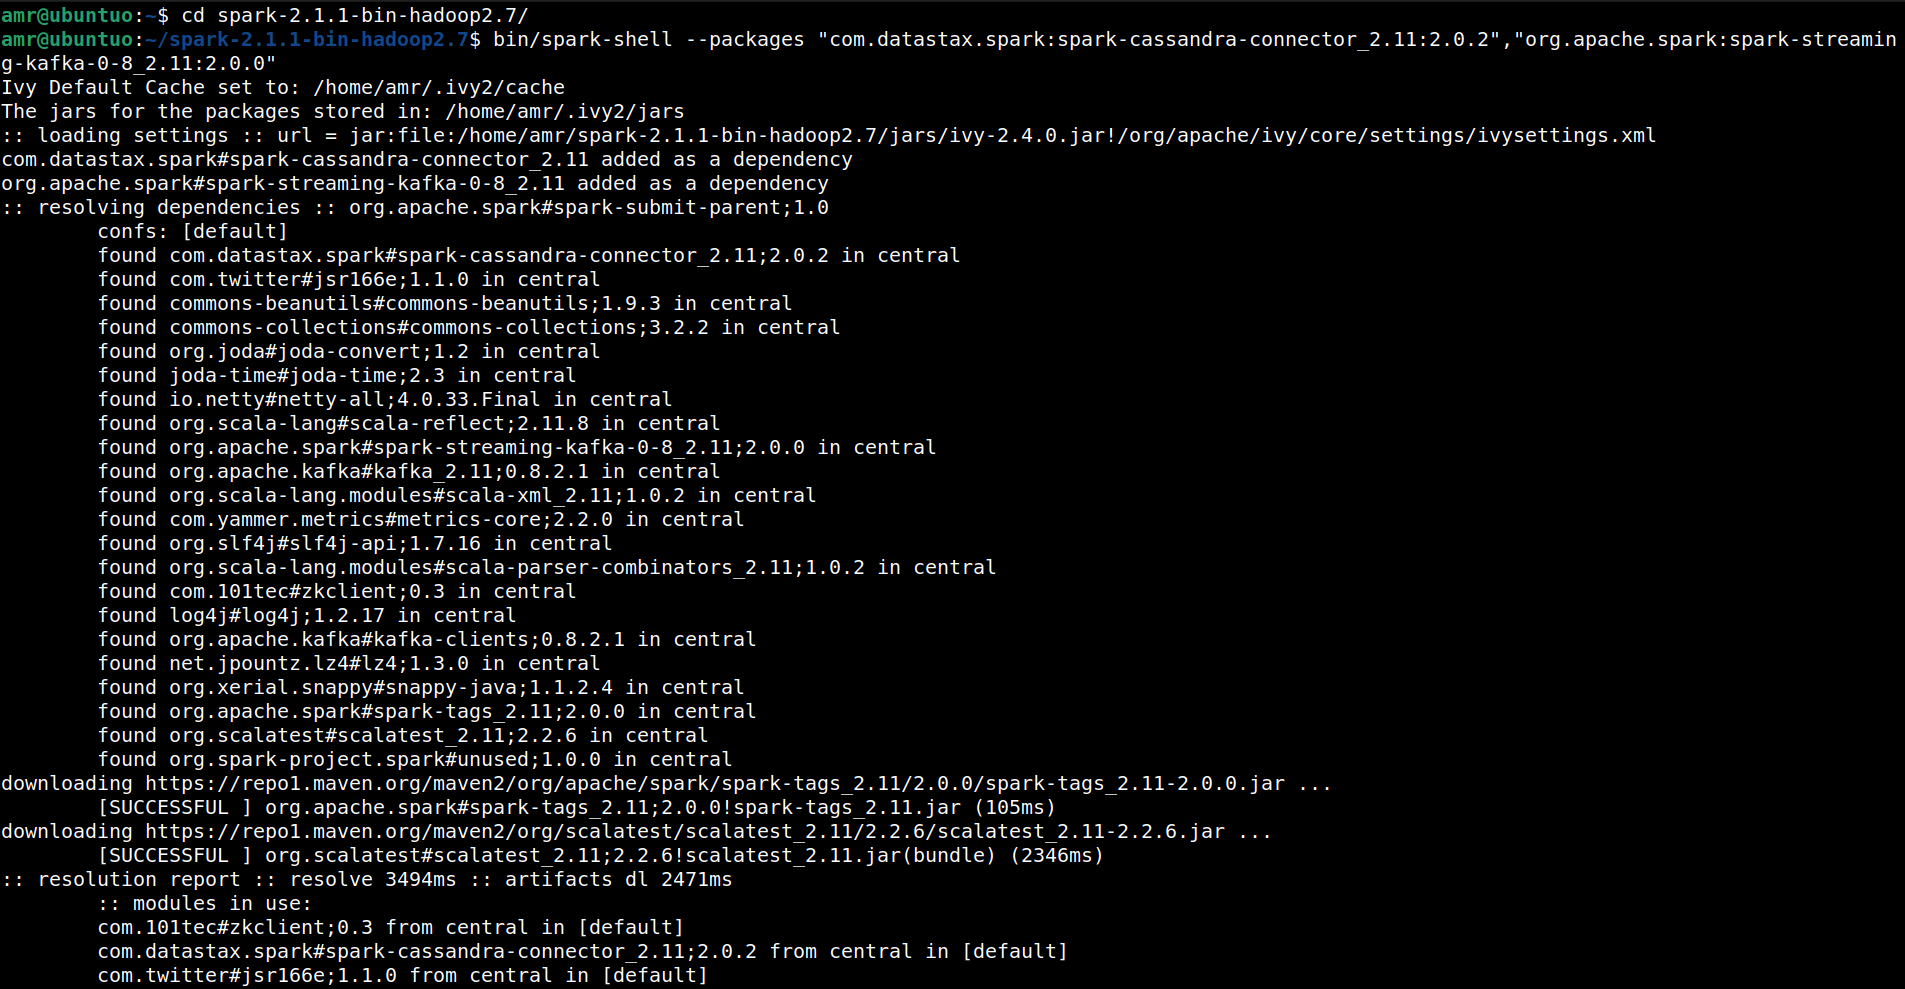 amr@ubuntuo:~$ cd spark-2.1.1-bin-hadoop2.7/
amr@ubuntuo:~/spark-2.1.1-bin-hadoop2.7$ bin/spark-shell --packages "com.datastax.spark:spark-cassandra-connector_2.11:2.0.2","org.apache.spark:spark-streamin
g-kafka-0-8_2.11:2.0.0"
Ivy Default Cache set to: /home/amr/.ivy2/cache
The jars for the packages stored in: /home/amr/.ivy2/jars
:: loading settings :: url = jar:file:/home/amr/spark-2.1.1-bin-hadoop2.7/jars/ivy-2.4.0.jar!/org/apache/ivy/core/settings/ivysettings.xml
com.datastax.spark#spark-cassandra-connector_2.11 added as a dependency
org.apache.spark#spark-streaming-kafka-0-8_2.11 added as a dependency
:: resolving dependencies :: org.apache.spark#spark-submit-parent;1.0
        confs: [default]
        found com.datastax.spark#spark-cassandra-connector_2.11;2.0.2 in central
        found com.twitter#jsr166e;1.1.0 in central
        found commons-beanutils#commons-beanutils;1.9.3 in central
        found commons-collections#commons-collections;3.2.2 in central
        found org.joda#joda-convert;1.2 in central
        found joda-time#joda-time;2.3 in central
        found io.netty#netty-all;4.0.33.Final in central
        found org.scala-lang#scala-reflect;2.11.8 in central
        found org.apache.spark#spark-streaming-kafka-0-8_2.11;2.0.0 in central
        found org.apache.kafka#kafka_2.11;0.8.2.1 in central
        found org.scala-lang.modules#scala-xml_2.11;1.0.2 in central
        found com.yammer.metrics#metrics-core;2.2.0 in central
        found org.slf4j#slf4j-api;1.7.16 in central
        found org.scala-lang.modules#scala-parser-combinators_2.11;1.0.2 in central
        found com.101tec#zkclient;0.3 in central
        found log4j#log4j;1.2.17 in central
        found org.apache.kafka#kafka-clients;0.8.2.1 in central
        found net.jpountz.lz4#lz4;1.3.0 in central
        found org.xerial.snappy#snappy-java;1.1.2.4 in central
        found org.apache.spark#spark-tags_2.11;2.0.0 in central
        found org.scalatest#scalatest_2.11;2.2.6 in central
        found org.spark-project.spark#unused;1.0.0 in central
downloading https://repo1.maven.org/maven2/org/apache/spark/spark-tags_2.11/2.0.0/spark-tags_2.11-2.0.0.jar ...
        [SUCCESSFUL ] org.apache.spark#spark-tags_2.11;2.0.0!spark-tags_2.11.jar (105ms)
downloading https://repo1.maven.org/maven2/org/scalatest/scalatest_2.11/2.2.6/scalatest_2.11-2.2.6.jar ...
        [SUCCESSFUL ] org.scalatest#scalatest_2.11;2.2.6!scalatest_2.11.jar(bundle) (2346ms)
:: resolution report :: resolve 3494ms :: artifacts dl 2471ms
        :: modules in use:
        com.101tec#zkclient;0.3 from central in [default]
        com.datastax.spark#spark-cassandra-connector_2.11;2.0.2 from central in [default]
        com.twitter#jsr166e;1.1.0 from central in [default]